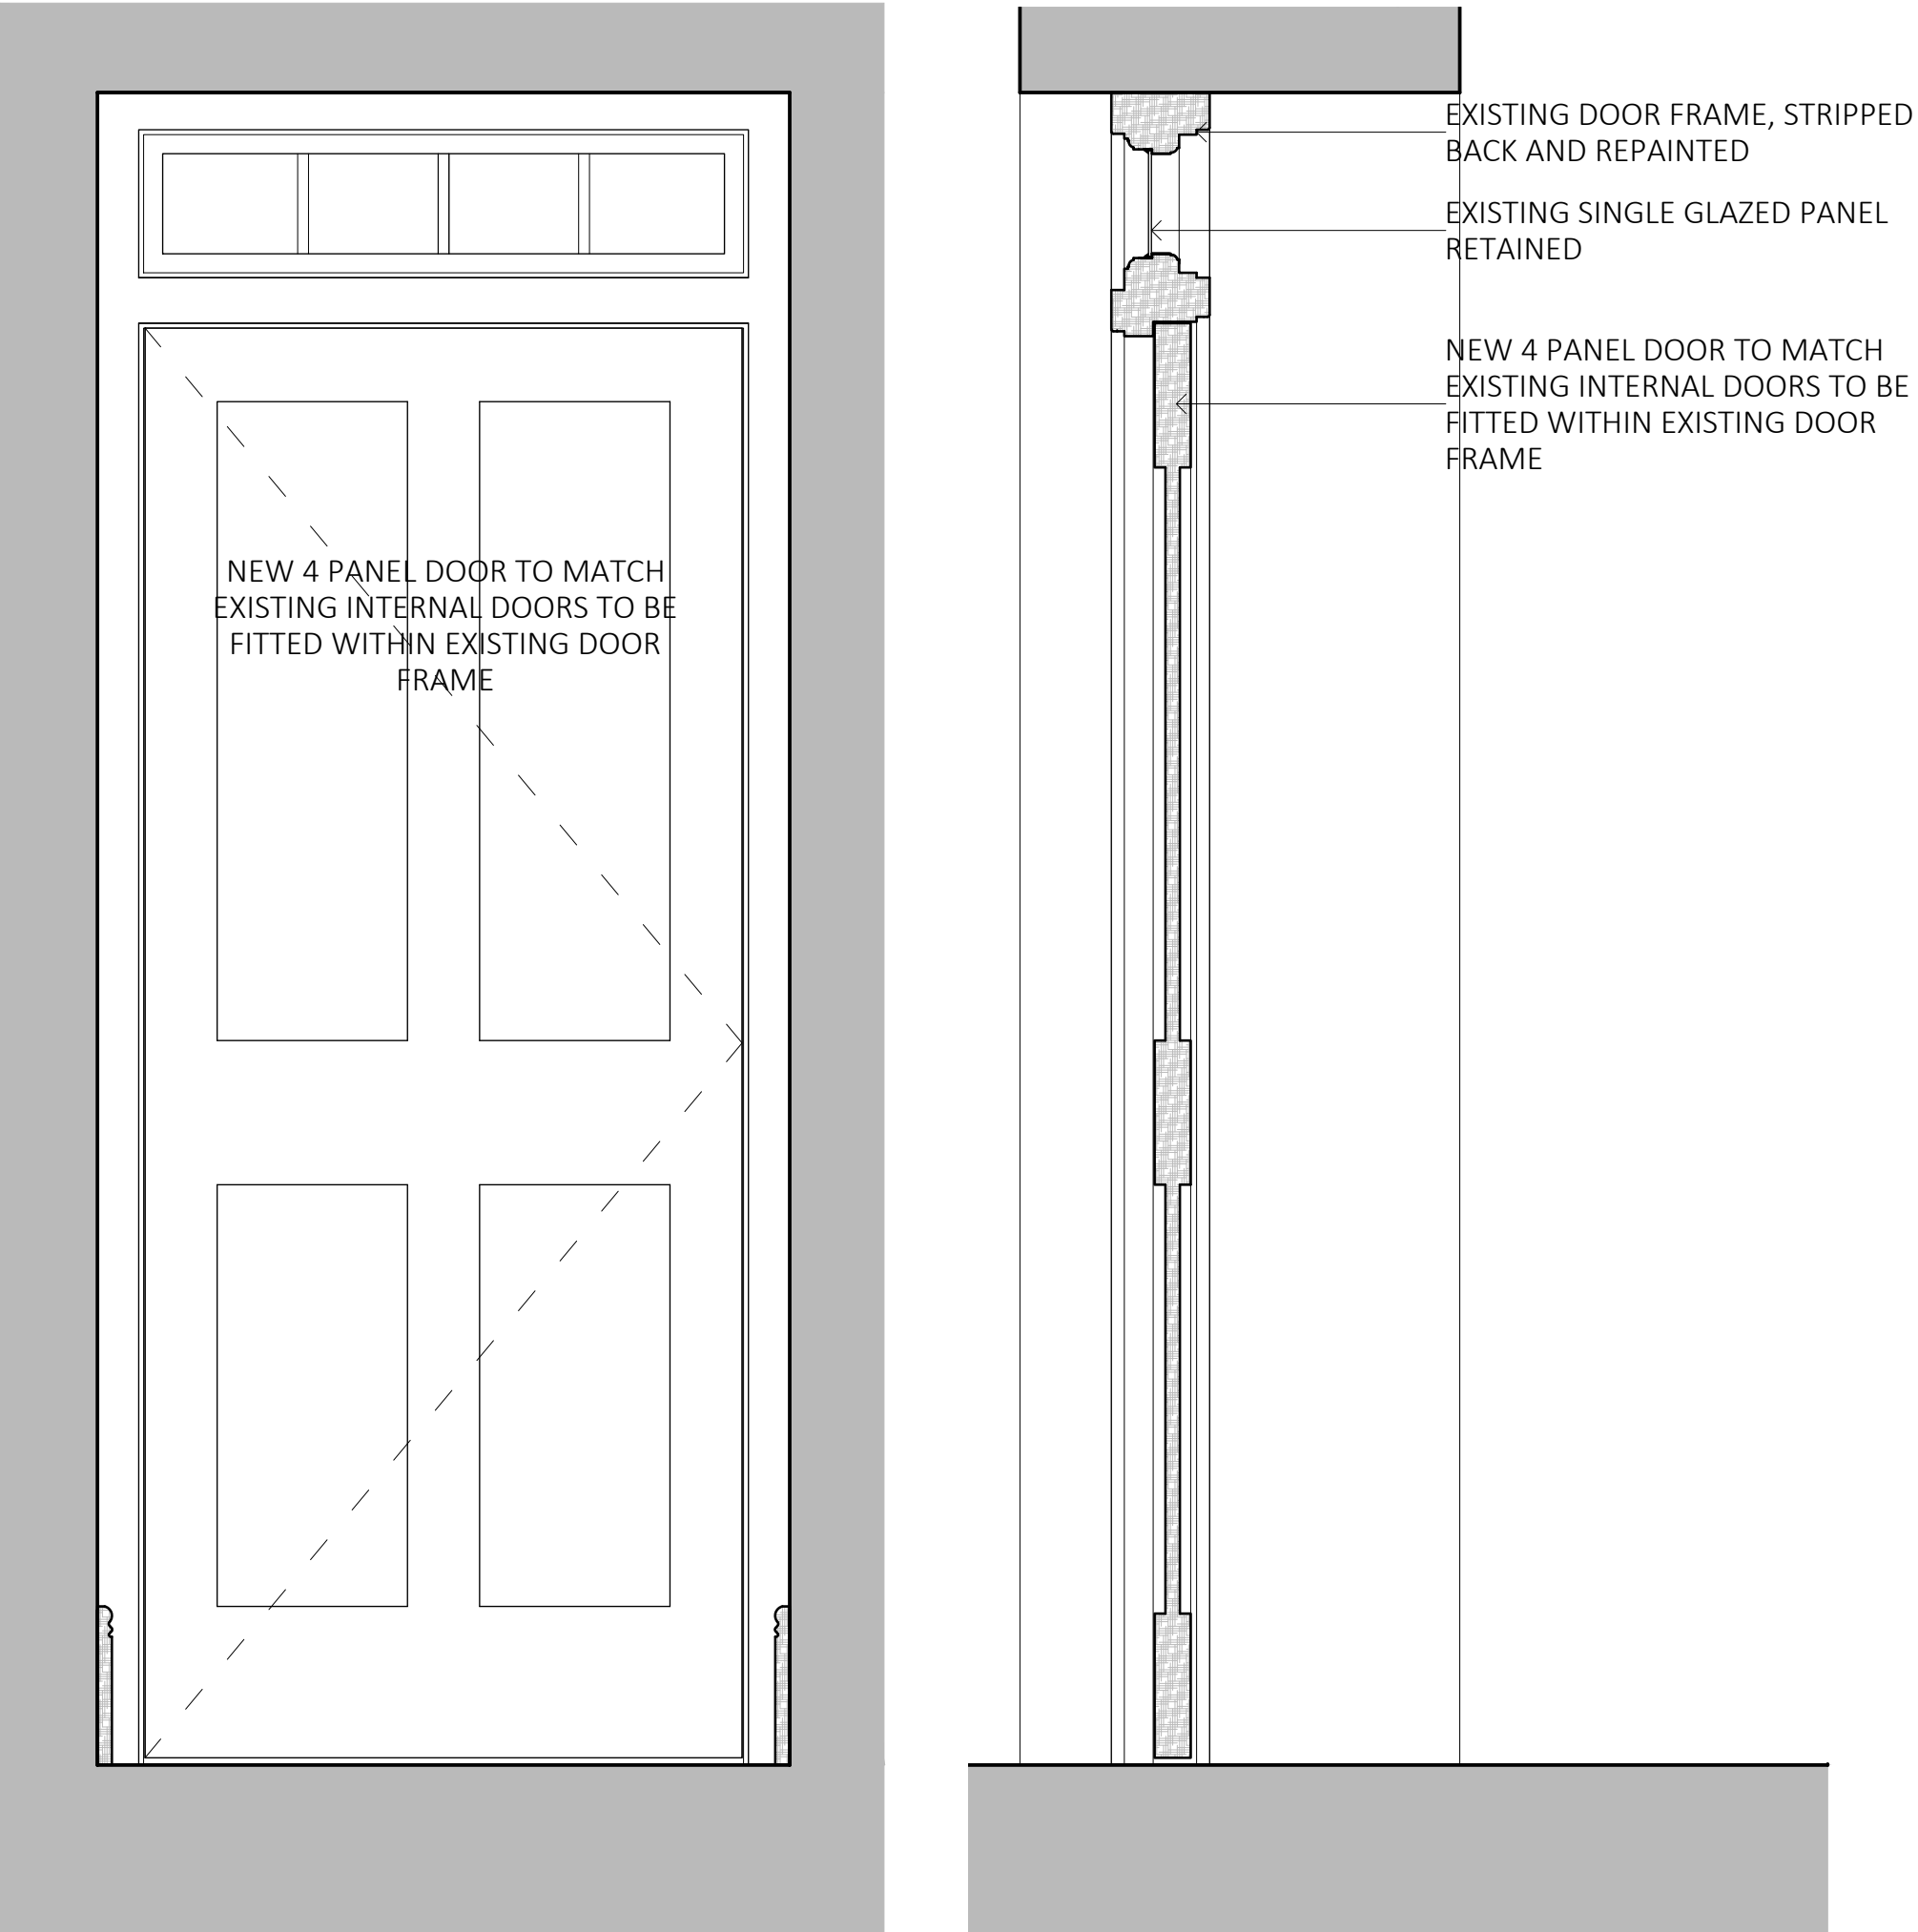 NEW 4 PANEL DOOR TO MATCH
EXISTING INTERNAL DOORS TO BE
FITTED WITHIN EXISTING DOOR
FRAME
EXISTING DOOR FRAME, STRIPPED
BACK AND REPAINTED
EXISTING SINGLE GLAZED PANEL
RETAINED
NEW 4 PANEL DOOR TO MATCH
EXISTING INTERNAL DOORS TO BE
FITTED WITHIN EXISTING DOOR
FRAME